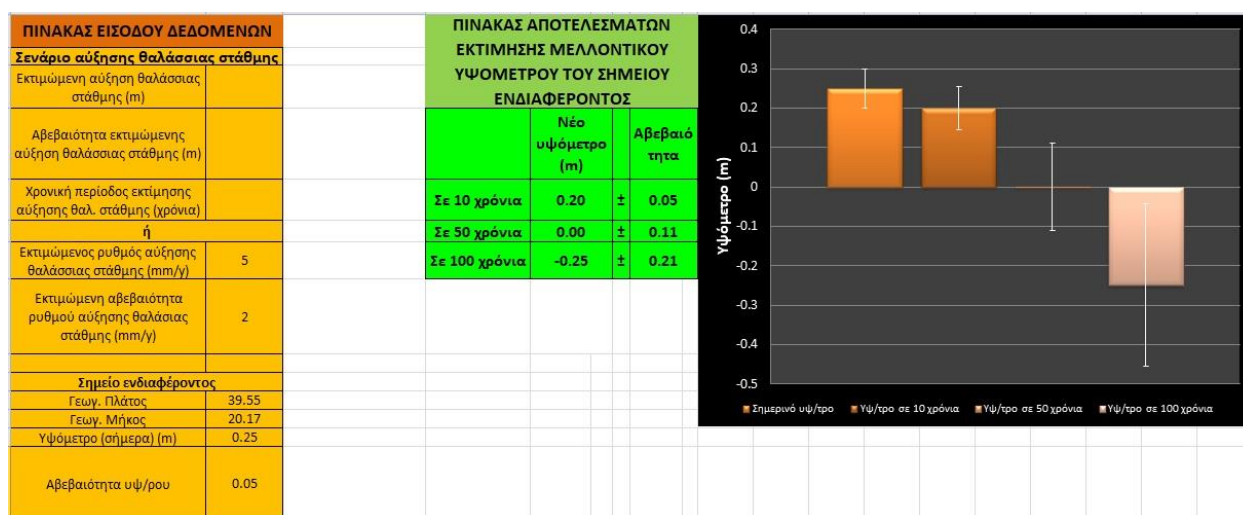 ΠΙΝΑΚΑΣ ΕΙΣΟΔΟΥ ΔΕΔΟΜΕΝΩΝ
Σενάριο αύξησης θαλάσσιας στάθμης
Εκτιμώμενη αύξηση θαλάσσιας
στάθμη (m)
Αβεβαιότητα εκτιμώμενης
αύξηση θαλάσσιας στάθμη (m)
Χρονική περίοδος εκτίμησης
αύξησης θαλ. στάθμη (χρόνια)
ή
Εκτιμώμενος ρυθμός αύξησης
θαλάσσιας στάθμη (mm/y)
5
Εκτιμώμενη αβεβαιότητα
ρυθμού αύξησης θαλάσιας
στάθμης (mm/y)
2
Σημείο ενδιαφέροντος
Γεωγ. Πλάτος 39.55
Γεωγ. Μήκος 20.17
Υψόμετρο (σήμερα) (m) 0.25
Αβεβαιότητα υψ/ρου 0.05
ΠΙΝΑΚΑΣ ΑΠΟΤΕΛΕΣΜΑΤΩΝ
ΕΚΤΙΜΗΣΗΣ ΜΕΛΛΟΝΤΙΚΟΥ
ΥΨΟΜΕΤΡΟΥ ΤΟΥ ΣΗΜΕΙΟΥ
ΕΝΔΙΑΦΕΡΟΝΤΟΣ
Νέο
υψόμετρο
(m)
±
Αβεβαιό
τητα
Σε 10 χρόνια 0.20 ± 0.05
Σε 50 χρόνια 0.00 ± 0.11
Σε 100 χρόνια -0.25 ± 0.21
Υψόμετρο (m)
0.4
0.3
0.2
0.1
0
-0.1
-0.2
-0.3
-0.4
-0.5
Σημερινό υψ/τρο Υψ/τρο σε 10 χρόνια Υψ/τρο σε 50 χρόνια Υψ/τρο σε 100 χρόνια